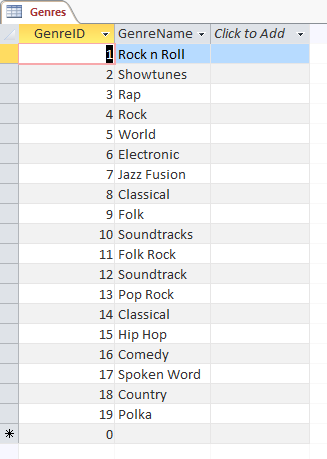 Genres
GenreID GenreName Click to Add
1 Rock n Roll
2 Showtunes
3 Rap
4 Rock
5 World
6 Electronic
7 Jazz Fusion
8 Classical
9 Folk
10 Soundtracks
11 Folk Rock
12 Soundtrack
13 Pop Rock
14 Classical
15 Hip Hop
16 Comedy
17 Spoken Word
18 Country
19 Polka
0